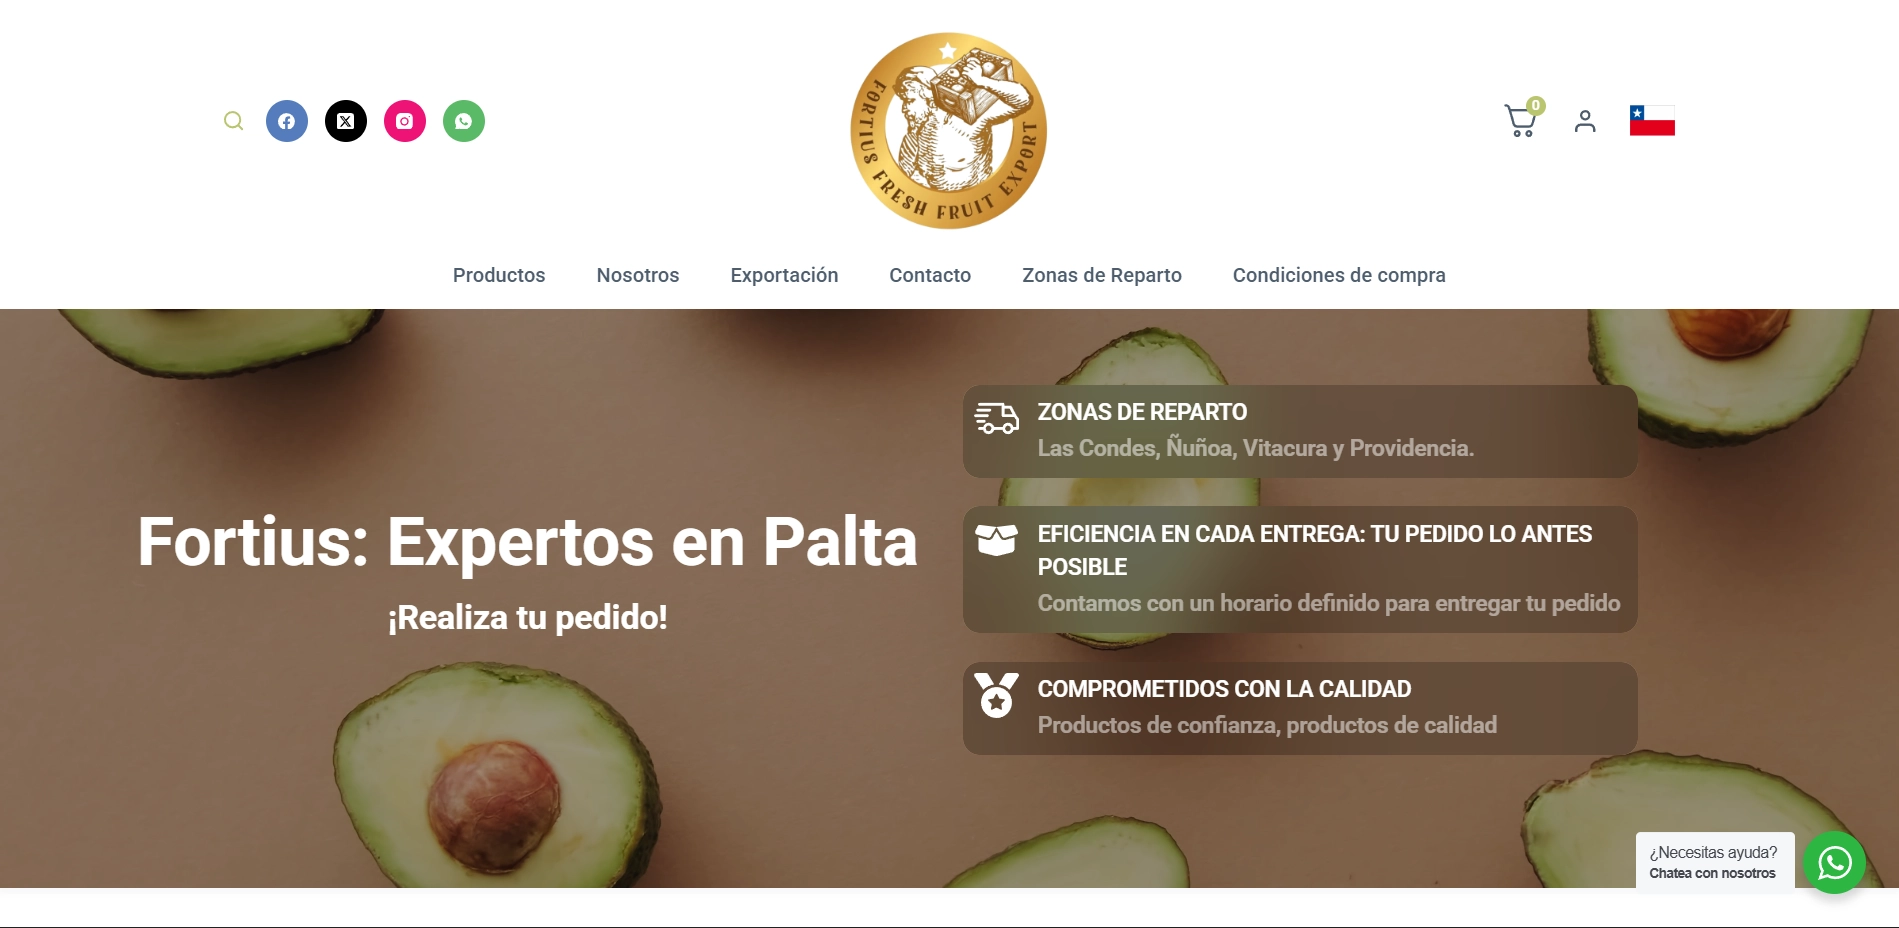 FORTIUS FRESH FRUIT EXPORT
0
Productos
Nosotros
Exportación
Contacto
Zonas de Reparto
Condiciones de compra
Fortius: Expertos en Palta
¡Realiza tu pedido!
ZONAS DE REPARTO
Las Condes, Ñuñoa, Vitacura y Providencia.
EFICIENCIA EN CADA ENTREGA: TU PEDIDO LO ANTES
POSIBLE
Contamos con un horario definido para entregar tu pedido
COMPROMETIDOS CON LA CALIDAD
Productos de confianza, productos de calidad
¿Necesitas ayuda?
Chatea con nosotros